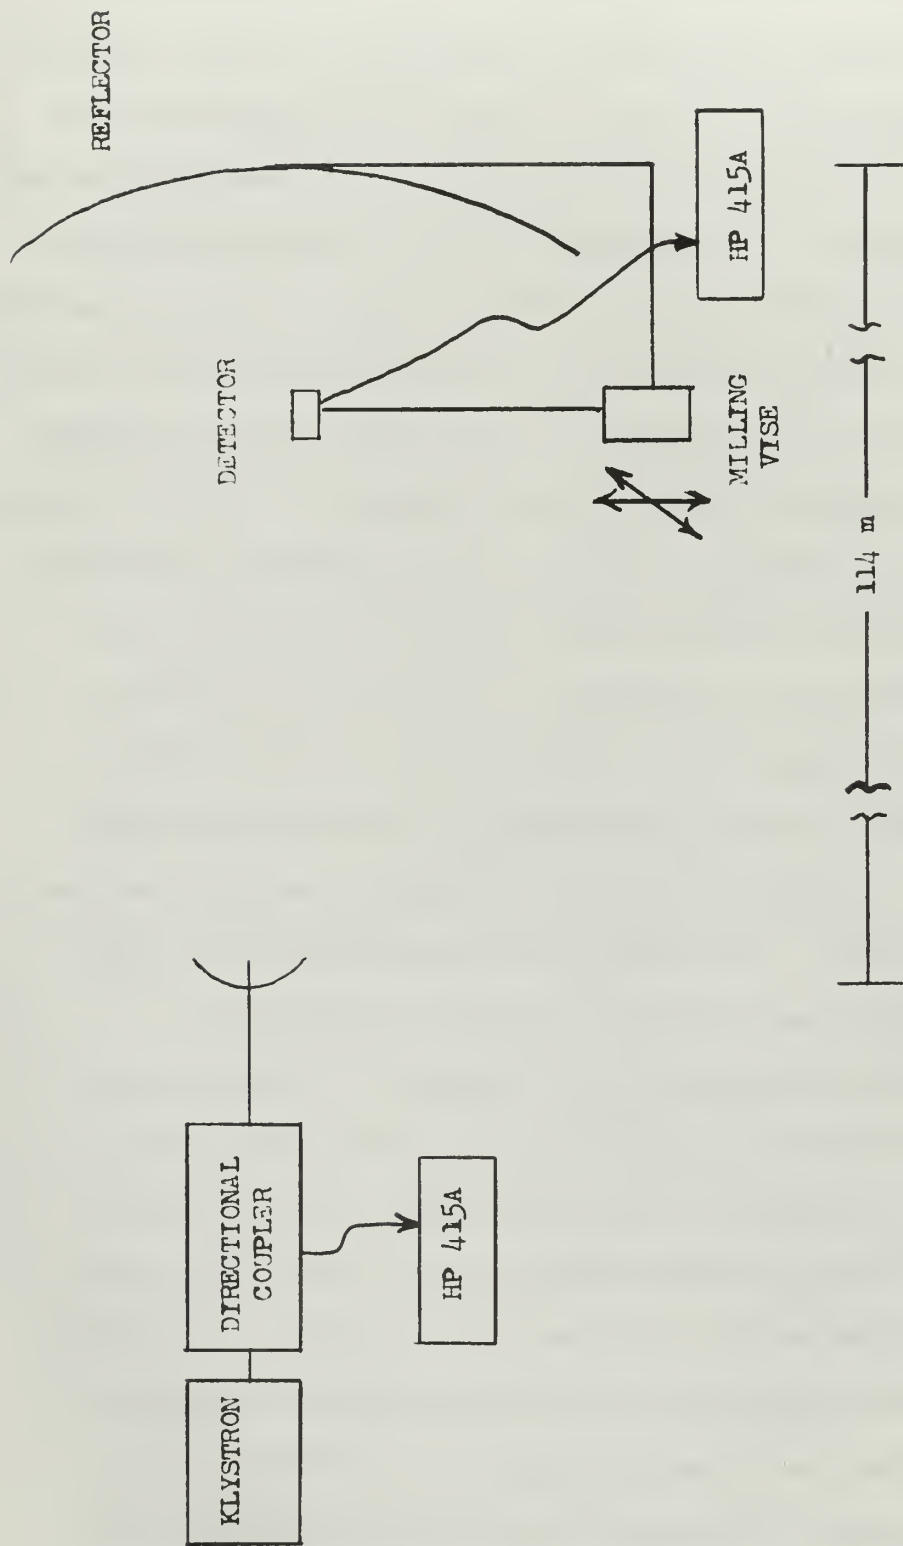 KLYSTRON
DIRECTIONAL
COUPLER
HP 415A
DETECTOR
REFLECTOR
MILLING
VISE
HP 415A
114 m